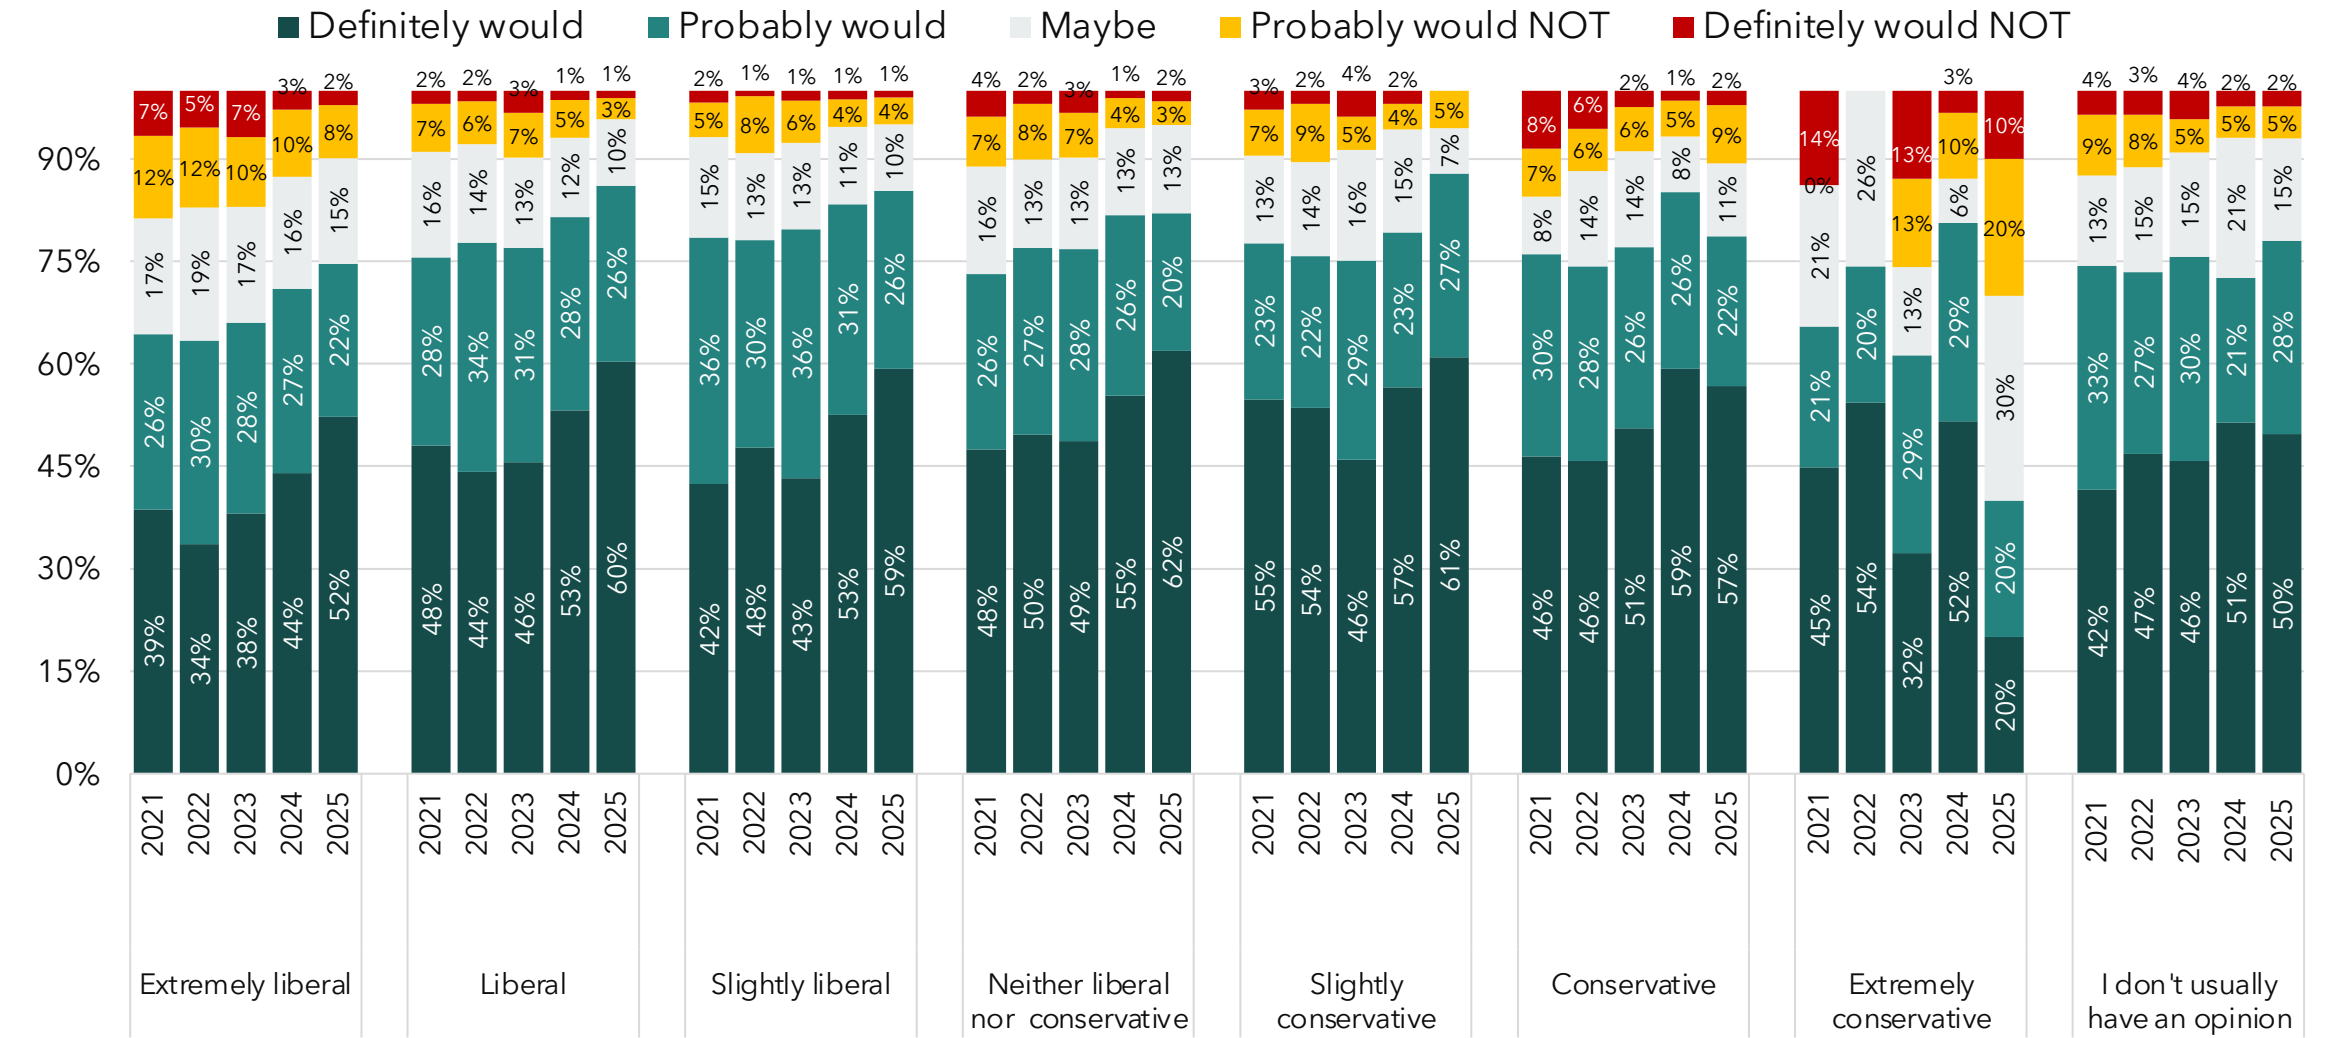 Definitely would Probably would Maybe Probably would NOT Definitely would NOT
2% 2% 3% 1% 1% 2% 1% 1% 1% 1% 4% 2% 3% 1% 2% 3% 2% 4% 2% 2% 1% 2% 3% 4% 3% 4% 2% 2%
7% 5% 7% 3% 2%
12% 12% 10% 10% 8%
17% 19% 17% 16% 15%
26% 30% 28% 27% 22%
39% 34% 38% 44% 52%
7% 6% 7% 5% 3%
16% 14% 13% 12% 10%
28% 34% 31% 28% 26%
48% 44% 46% 53% 60%
5% 8% 6% 4% 4%
15% 13% 13% 11% 10%
36% 30% 36% 31% 26%
42% 48% 43% 53% 59%
7% 8% 7% 4% 3%
16% 13% 13% 13% 13%
26% 27% 28% 26% 20%
48% 50% 49% 55% 62%
7% 9% 5% 4% 5%
13% 14% 16% 15% 7%
23% 22% 29% 23% 27%
55% 54% 46% 57% 61%
8% 6%
7% 6% 6% 5% 9%
8% 14% 14% 8% 11%
30% 28% 26% 26% 22%
46% 46% 51% 59% 57%
14% 13% 10%
0% 13% 10% 20%
21% 26% 13% 6% 30%
21% 20% 29% 29% 20%
45% 54% 32% 52% 20%
9% 8% 5% 5% 5%
13% 15% 15% 21% 15%
33% 27% 30% 21% 28%
42% 47% 46% 51% 50%
90%
75%
60%
45%
30%
15%
0%
2021 2022 2023 2024 2025 2021 2022 2023 2024 2025 2021 2022 2023 2024 2025 2021 2022 2023 2024 2025 2021 2022 2023 2024 2025 2021 2022 2023 2024 2025 2021 2022 2023 2024 2025 2021 2022 2023 2024 2025
Extremely liberal
Liberal
Slightly liberal
Neither liberal
nor conservative
Slightly
conservative
Conservative
Extremely
conservative
I don't usually
have an opinion